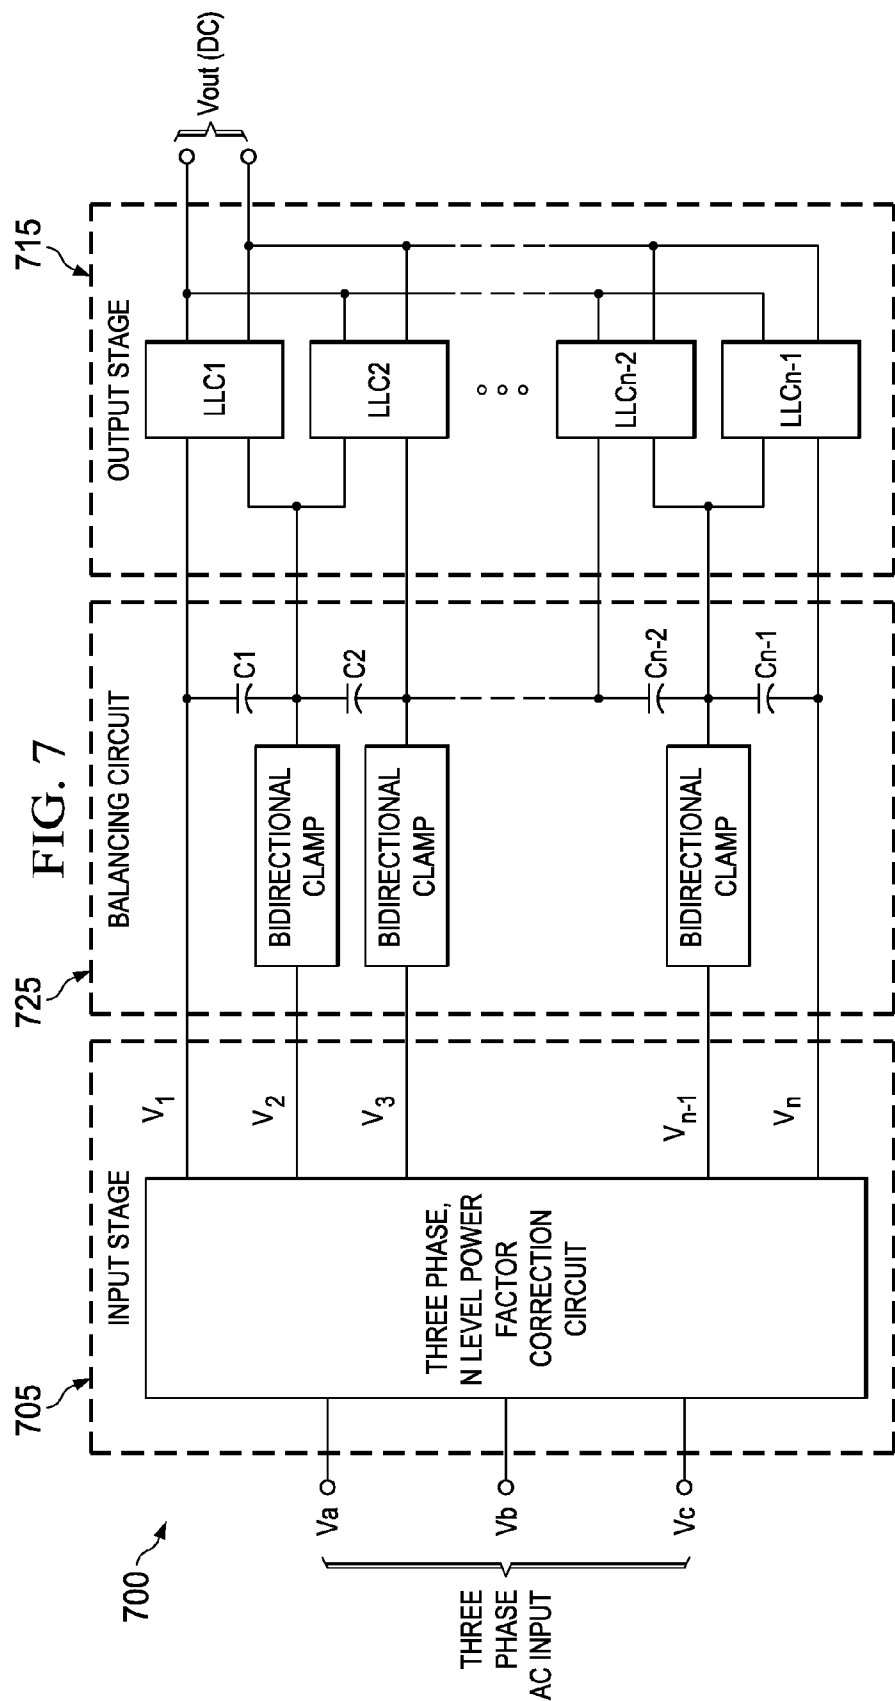 FIG. 7
700
THREE
PHASE
AC INPUT
Va
Vb
Vc
705
INPUT STAGE
THREE PHASE,
N LEVEL POWER
FACTOR
CORRECTION
CIRCUIT
V1
V2
V3
Vn-1
Vn
725
BALANCING CIRCUIT
BIDIRECTIONAL
CLAMP
BIDIRECTIONAL
CLAMP
BIDIRECTIONAL
CLAMP
C1
C2
Cn-2
Cn-1
715
OUTPUT STAGE
LLC1
LLC2
LLCn-2
LLCn-1
Vout (DC)